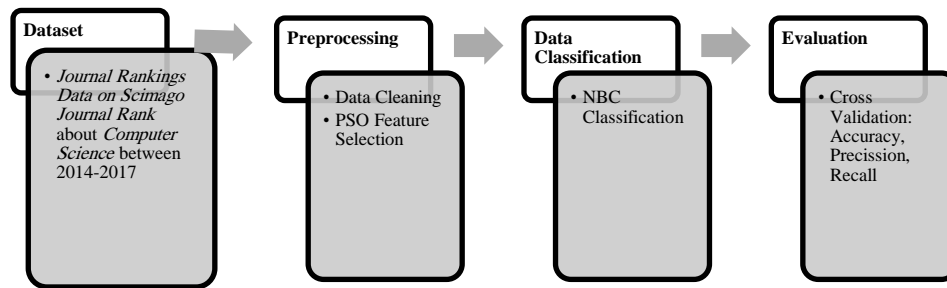 Dataset
• Journal Rankings
Data on Scimago
Journal Rank
about Computer
Science between
2014-2017
Preprocessing
• Data Cleaning
• PSO Feature
Selection
Data
Classification
• NBC
Classification
Evaluation
• Cross
Validation:
Accuracy,
Precission,
Recall